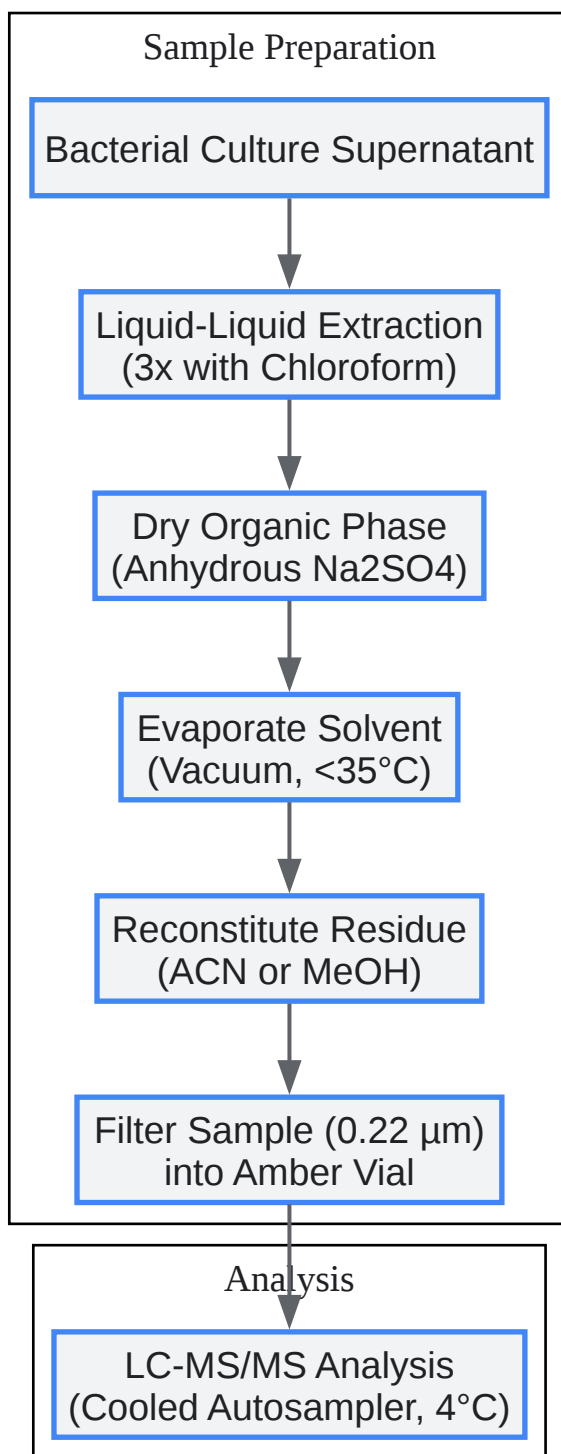 Sample Preparation
Bacterial Culture Supernatant
Liquid-Liquid Extraction
(3x with Chloroform)
Dry Organic Phase
(Anhydrous Na2SO4)
Evaporate Solvent
(Vacuum, <35°C)
Reconstitute Residue
(ACN or MeOH)
Filter Sample (0.22 µm)
into Amber Vial
Analysis
LC-MS/MS Analysis
(Cooled Autosampler, 4°C)